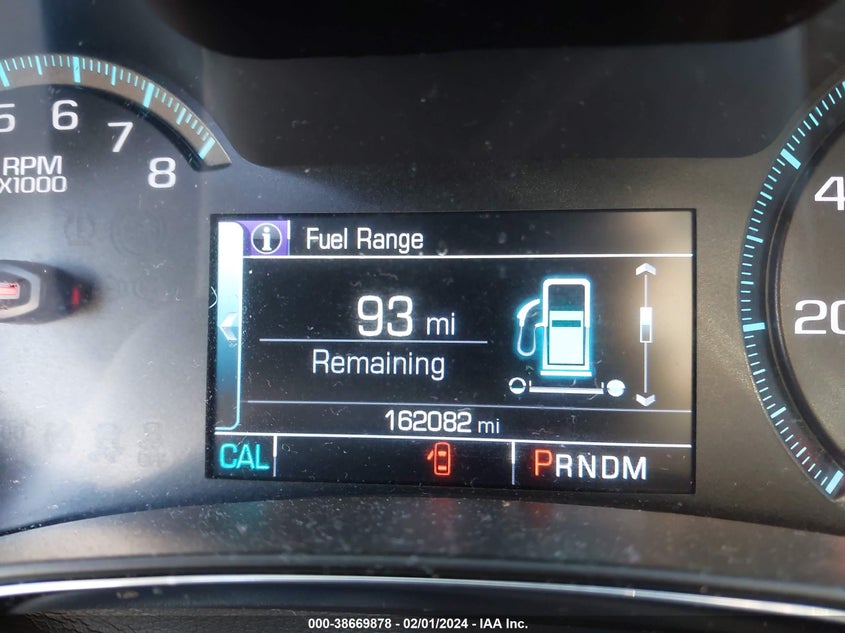 5 6 7 8
RPM
X1000
Fuel Range
93 mi
Remaining
162082 mi
CAL
PRNDM
4
20
000-38669878 - 02/01/2024 - IAA Inc.